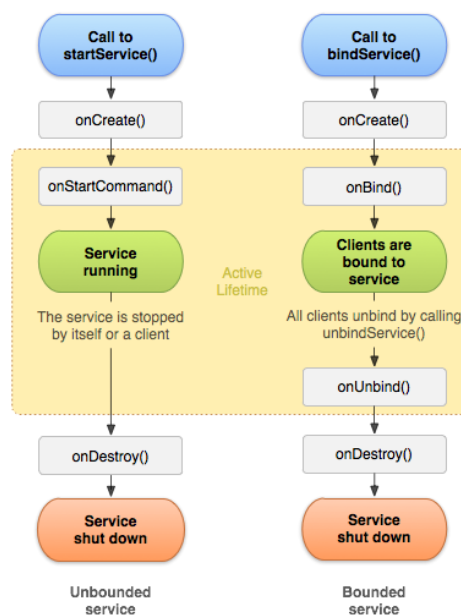 Call to
startService()
onCreate()
onStartCommand()
Service
running
The service is stopped
by itself or a client
onDestroy()
Service
shut down
Unbounded
service
Active
Lifetime
Call to
bindService()
onCreate()
onBind()
Clients are
bound to
service
All clients unbind by calling
unbindService()
onUnbind()
onDestroy()
Service
shut down
Bounded
service